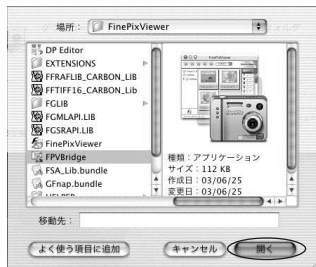 場所： FinePixViewer
DP Editor
EXTENSIONS
FFRAFLIB_CARBON_LIB
FFTIFF16_CARBON_Lib
FGLIB
FGMLAPI.LIB
FGSRAPI.LIB
FinePixViewer
FPVBridge
FSA_Lib.bundle
GFnap.bundle
HELPER
種類：アプリケーション
サイズ：112 KB
作成日：03/06/25
変更日：03/06/25
移動先：
よく使う項目に追加
キャンセル
開く